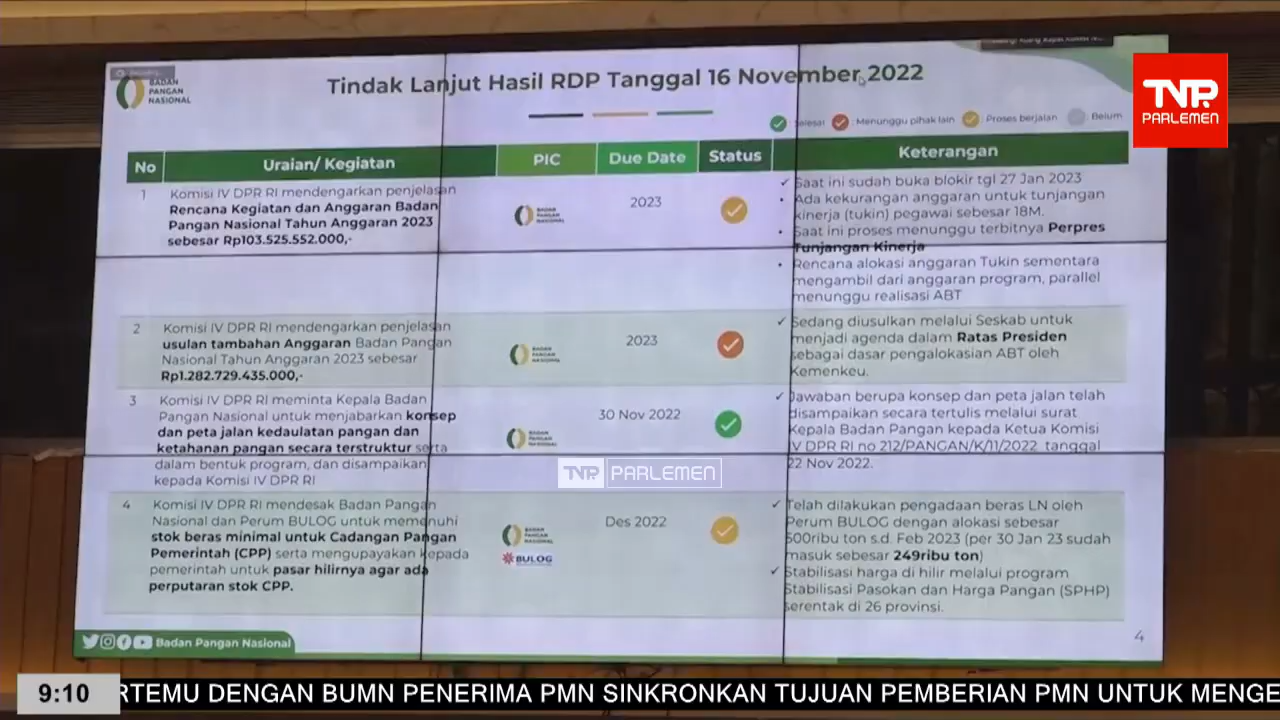 BADAN
PANGAN
NASIONAL
Tindak Lanjut Hasil RDP Tanggal 16 November 2022
TVP.
PARLEMEN
Selesai
Menunggu pihak lain
Proses berjalan
Belum
No
Uraian/ Kegiatan
PIC
Due Date
Status
Keterangan
1
Komisi IV DPR RI mendengarkan penjelasan
Rencana Kegiatan dan Anggaran Badan
Pangan Nasional Tahun Anggaran 2023
sebesar Rp103.525.552.000,-
BADAN
PANGAN
NASIONAL
2023
Saat ini sudah buka blokir tgl 27 Jan 2023
Ada kekurangan anggaran untuk tunjangan
kinerja (tukin) pegawai sebesar 18M.
Saat ini proses menunggu terbitnya Perpres
Tunjangan Kinerja
Rencana alokasi anggaran Tukin sementara
mengambil dari anggaran program, parallel
menunggu realisasi ABT
2
Komisi IV DPR RI mendengarkan penjelasan
usulan tambahan Anggaran Badan Pangan
Nasional Tahun Anggaran 2023 sebesar
Rp1.282.729.435.000,-
BADAN
PANGAN
NASIONAL
2023
Sedang diusulkan melalui Seskab untuk
menjadi agenda dalam Ratas Presiden
sebagai dasar pengalokasian ABT oleh
Kemenkeu.
3
Komisi IV DPR RI meminta Kepala Badan
Pangan Nasional untuk menjabarkan konsep
dan peta jalan kedaulatan pangan dan
ketahanan pangan secara terstruktur serta
dalam bentuk program, dan disampaikan
kepada Komisi IV DPR RI
BADAN
PANGAN
NASIONAL
30 Nov 2022
Jawaban berupa konsep dan peta jalan telah
disampaikan secara tertulis melalui surat
Kepala Badan Pangan kepada Ketua Komisi
IV DPR RI no 212/PANGAN/K/11/2022 tanggal
22 Nov 2022.
TVP. PARLEMEN
4
Komisi IV DPR RI mendesak Badan Pangan
Nasional dan Perum BULOG untuk memenuhi
stok beras minimal untuk Cadangan Pangan
Pemerintah (CPP) serta mengupayakan kepada
pemerintah untuk pasar hilirnya agar ada
perputaran stok CPP.
BADAN
PANGAN
NASIONAL
BULOG
Des 2022
Telah dilakukan pengadaan beras LN oleh
Perum BULOG dengan alokasi sebesar
500ribu ton s.d. Feb 2023 (per 30 Jan 23 sudah
masuk sebesar 249ribu ton)
Stabilisasi harga di hilir melalui program
Stabilisasi Pasokan dan Harga Pangan (SPHP)
serentak di 26 provinsi.
Badan Pangan Nasional
4
9:10
RTEMU DENGAN BUMN PENERIMA PMN SINKRONKAN TUJUAN PEMBERIAN PMN UNTUK MENGE